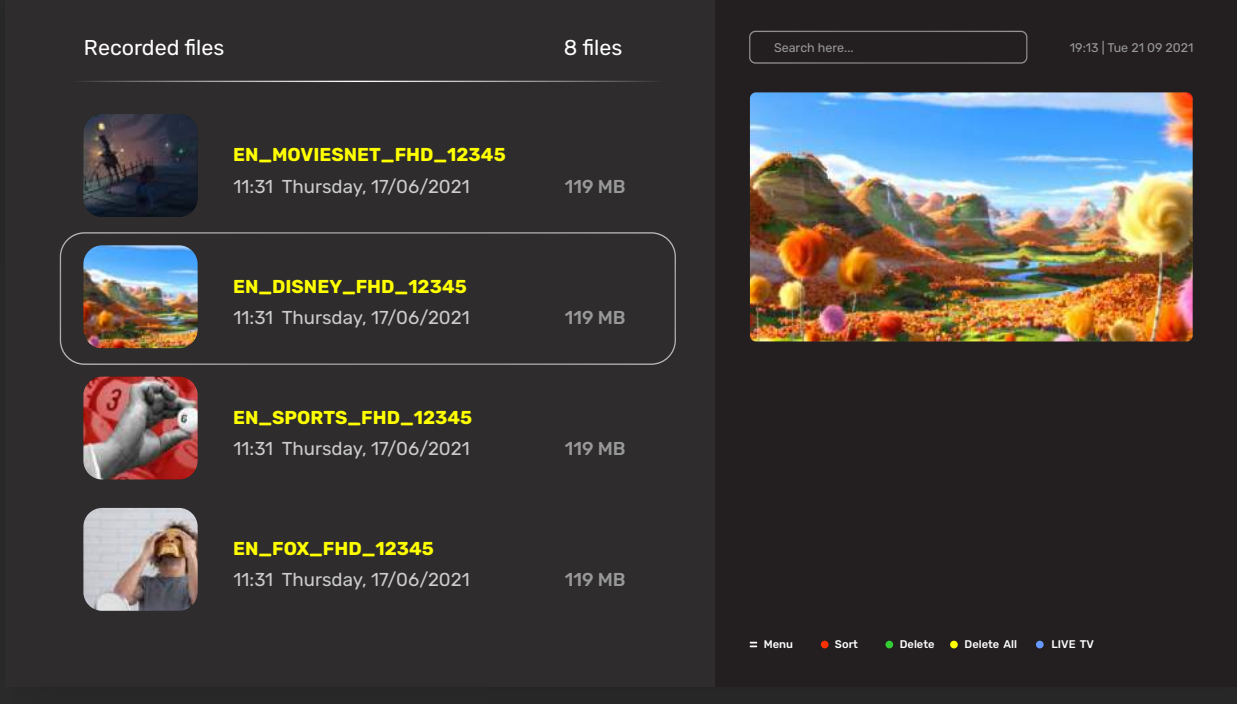 Recorded files 8 files
EN_MOVIESNET_FHD_12345
11:31 Thursday, 17/06/2021 119 MB
EN_DISNEY_FHD_12345
11:31 Thursday, 17/06/2021 119 MB
EN_SPORTS_FHD_12345
11:31 Thursday, 17/06/2021 119 MB
EN_FOX_FHD_12345
11:31 Thursday, 17/06/2021 119 MB
Search here... 19:13 | Tue 21 09 2021
Menu Sort Delete Delete All LIVE TV
3
6